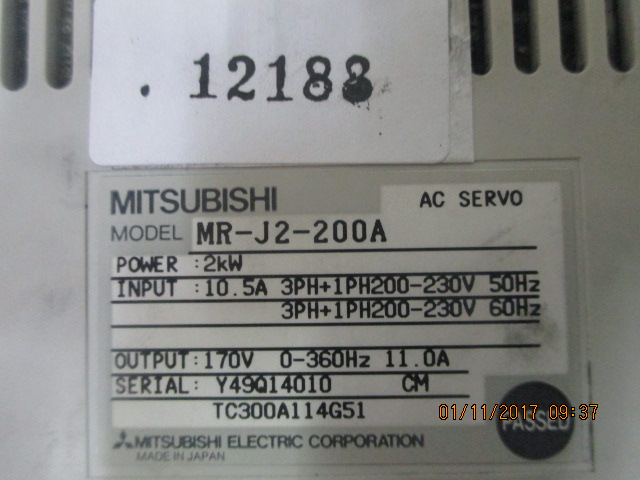 . 12188
MITSUBISHI AC SERVO
MODEL MR-J2-200A
POWER :2kW
INPUT :10.5A 3PH+1PH200-230V 50Hz
3PH+1PH200-230V 60Hz
OUTPUT:170V 0-360Hz 11.0A
SERIAL: Y49Q14010 CM
TC300A114G51
01/11/2017 09:37
PASSED
MITSUBISHI ELECTRIC CORPORATION
MADE IN JAPAN